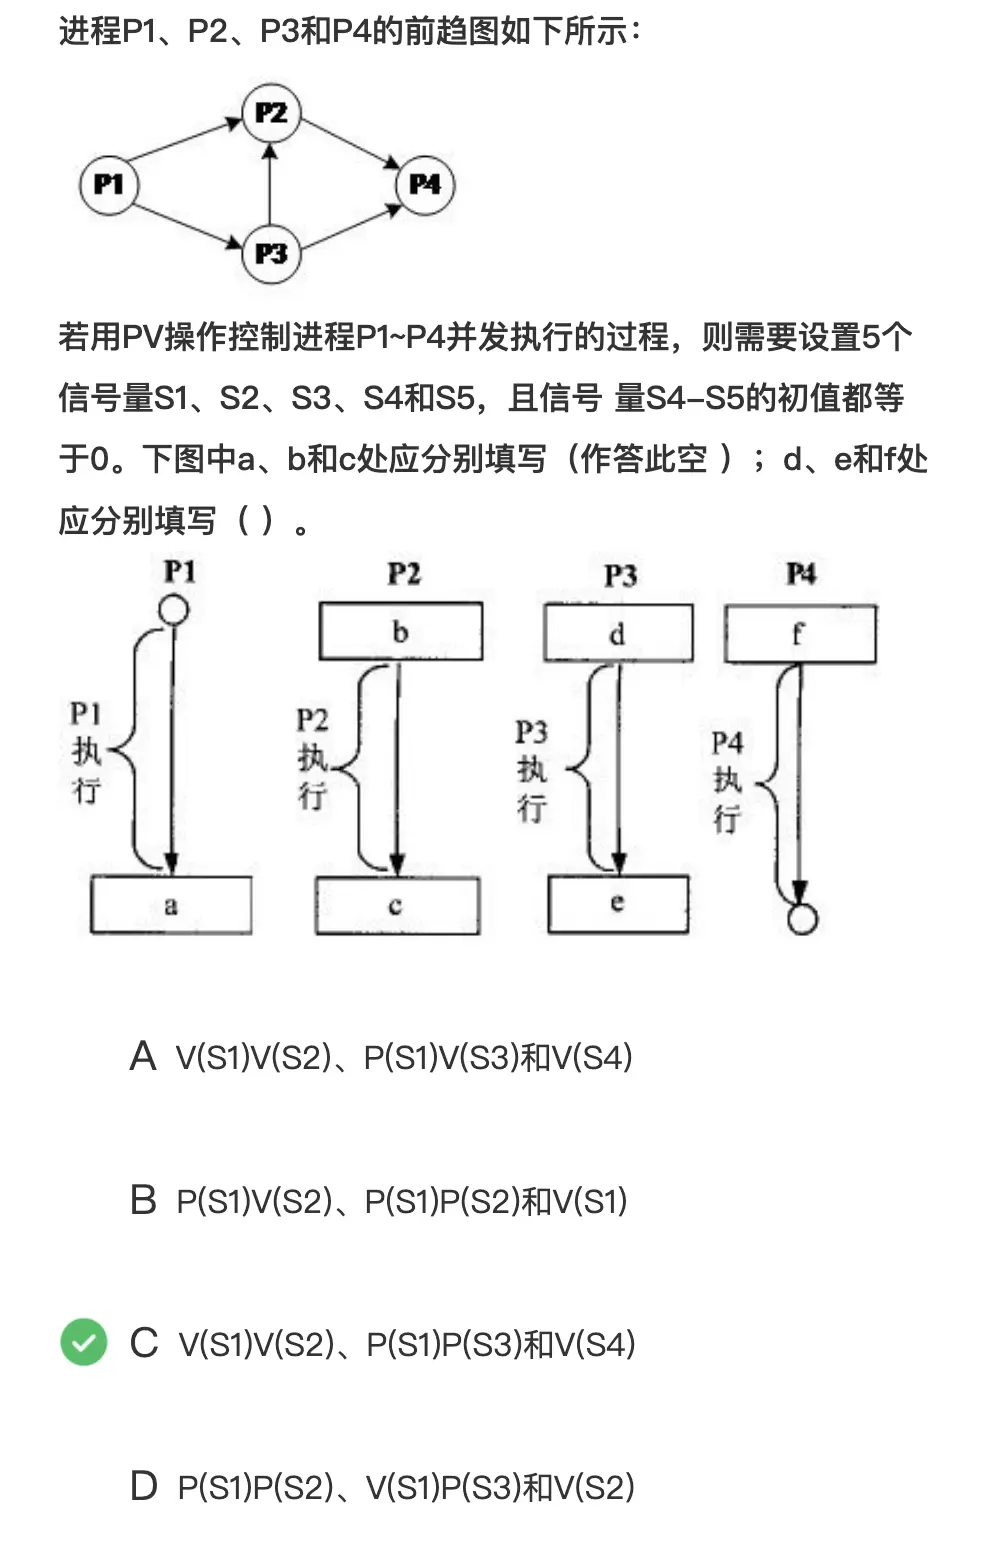 进程P1、P2、P3和P4的前趋图如下所示：
P2
P1
P4
P3
若用PV操作控制进程P1~P4并发执行的过程，则需要设置5个
信号量S1、S2、S3、S4和S5，且信号 量S4–S5的初值都等
于0。下图中a、b和c处应分别填写（作答此空 ）；d、e和f处
应分别填写（ ）。
P1 P2 P3 P4
b d f
P1执行
P2执行
P3执行
P4执行
a c e
A V(S1)V(S2)、P(S1)V(S3)和V(S4)
B P(S1)V(S2)、P(S1)P(S2)和V(S1)
C V(S1)V(S2)、P(S1)P(S3)和V(S4)
D P(S1)P(S2)、V(S1)P(S3)和V(S2)